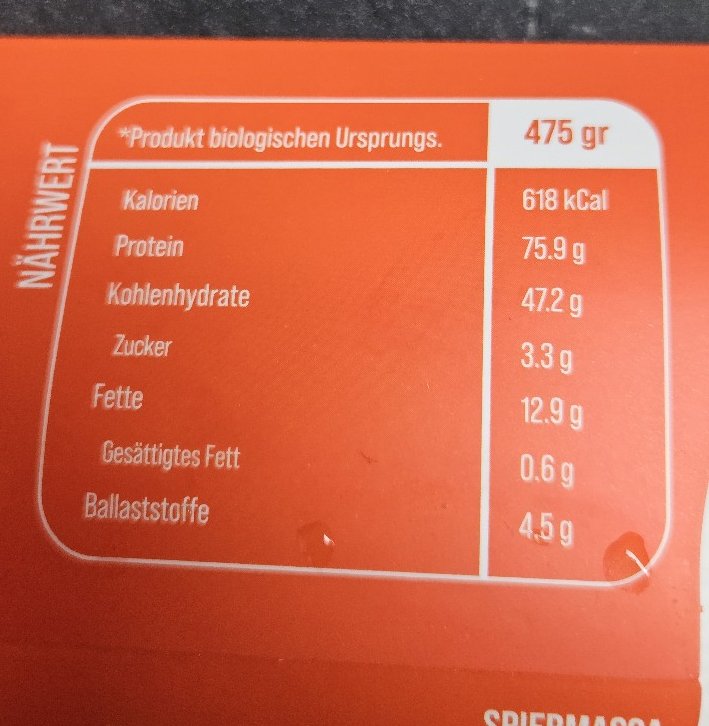 NÄHRWERT
*Produkt biologischen Ursprungs. 475 gr
Kalorien 618 kCal
Protein 75.9 g
Kohlenhydrate 47.2 g
Zucker 3.3 g
Fette 12.9 g
Gesättigtes Fett 0.6 g
Ballaststoffe 4.5 g
SPIERMASSA